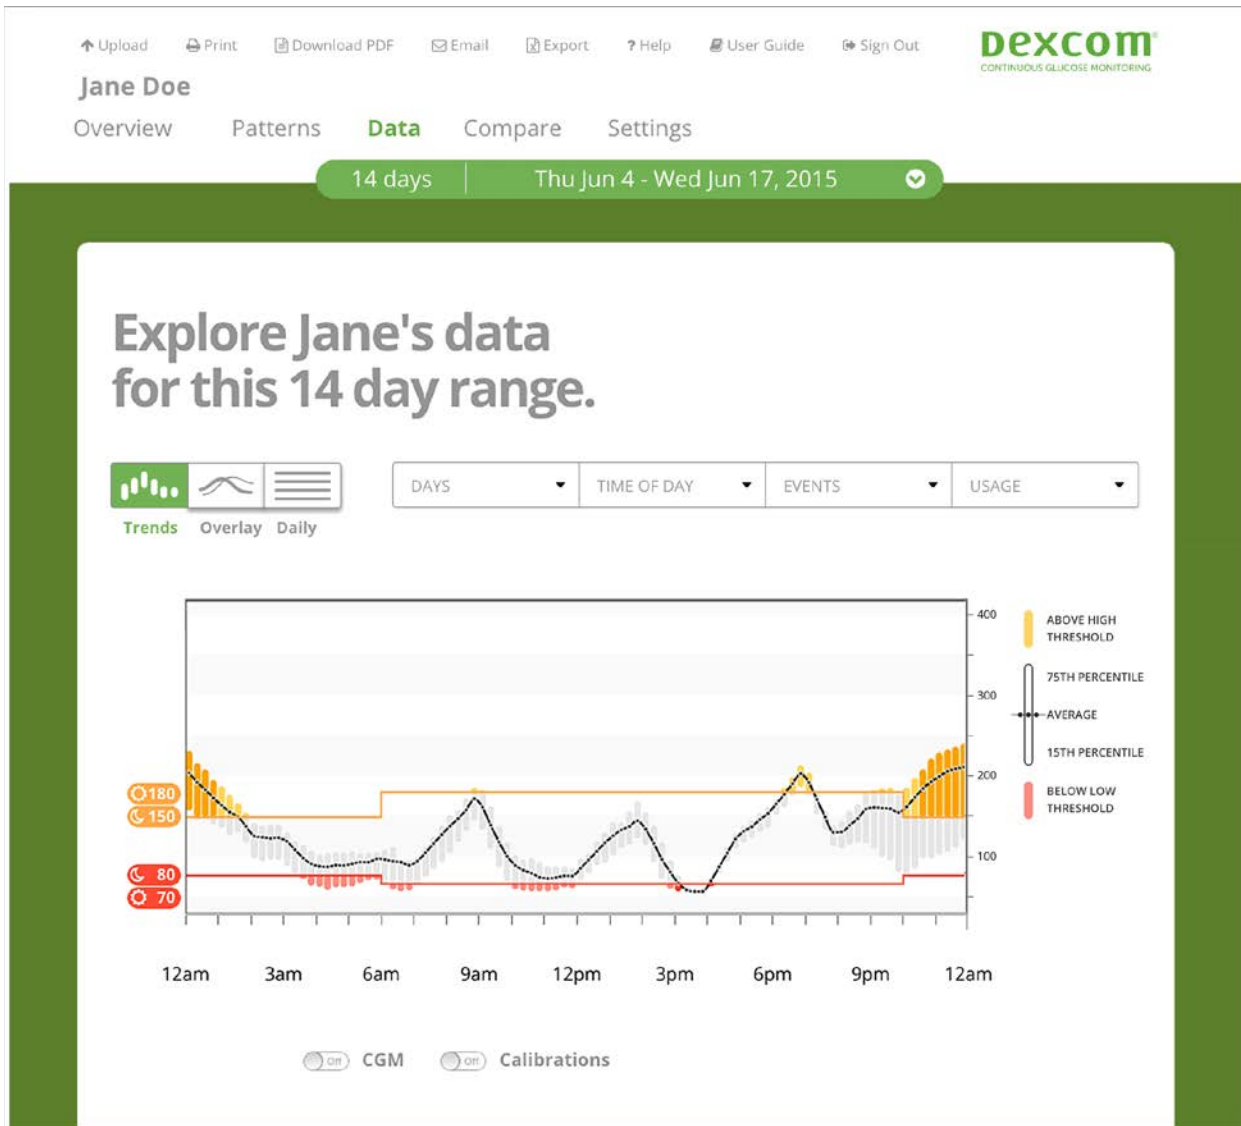 Upload Print Download PDF Email Export ? Help User Guide Sign Out
Dexcom
CONTINUOUS GLUCOSE MONITORING
Jane Doe
Overview Patterns Data Compare Settings
14 days Thu Jun 4 - Wed Jun 17, 2015
Explore Jane's data
for this 14 day range.
DAYS TIME OF DAY EVENTS USAGE
Trends Overlay Daily
400
300
200
100
180
150
80
70
12am 3am 6am 9am 12pm 3pm 6pm 9pm 12am
ABOVE HIGH
THRESHOLD
75TH PERCENTILE
AVERAGE
15TH PERCENTILE
BELOW LOW
THRESHOLD
Off CGM Off Calibrations